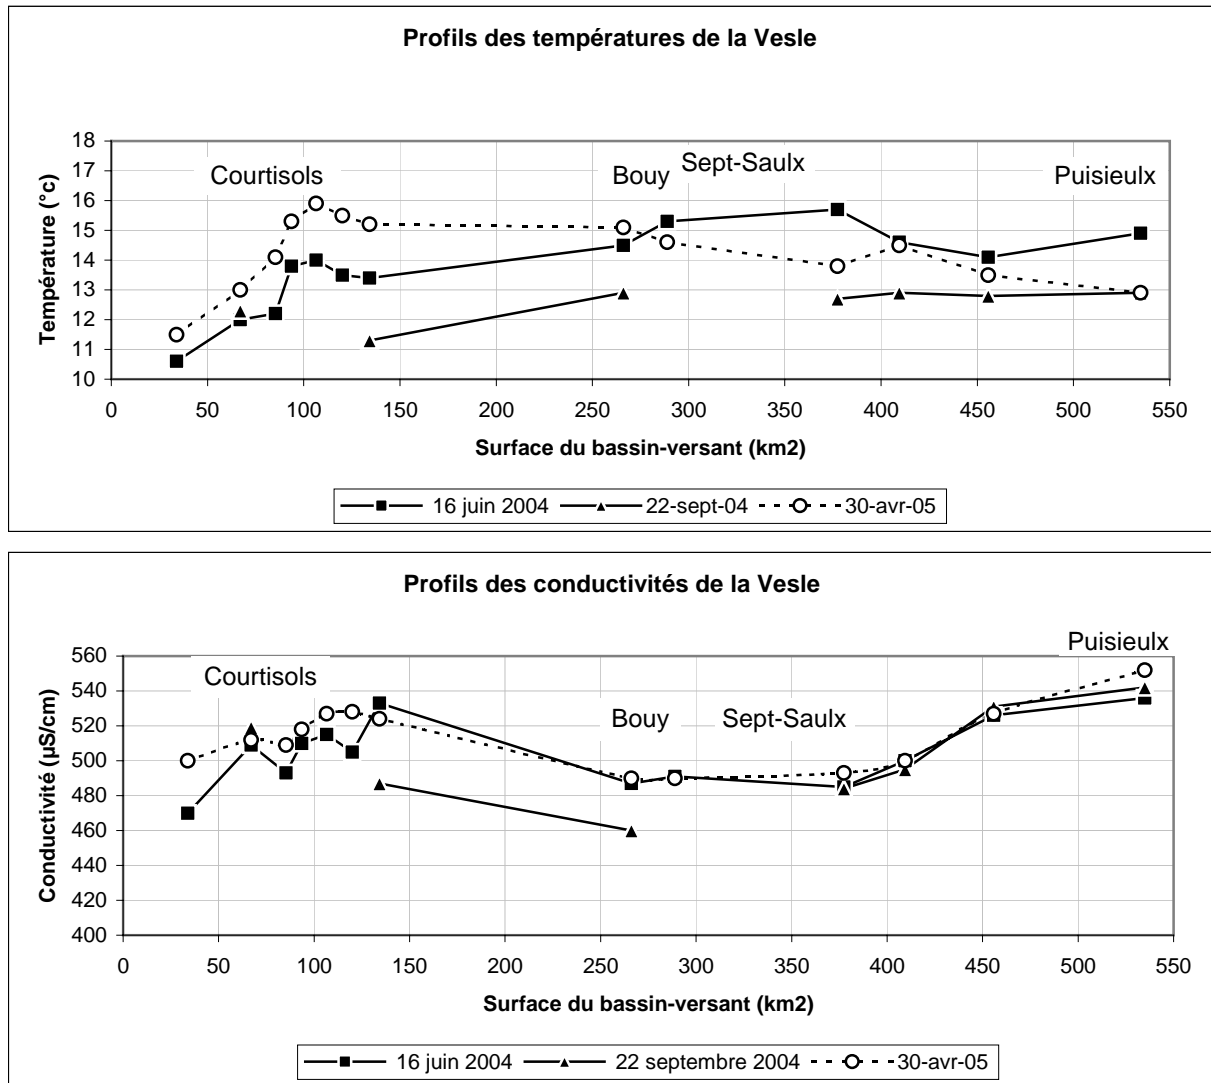 Profils des températures de la Vesle
Température (°c)
18
17
16
15
14
13
12
11
10
Courtisols
Bouy
Sept-Saulx
Puisieulx
0 50 100 150 200 250 300 350 400 450 500 550
Surface du bassin-versant (km2)
16 juin 2004 22-sept-04 30-avr-05
Profils des conductivités de la Vesle
Conductivité (µS/cm)
560
540
520
500
480
460
440
420
400
Courtisols
Bouy
Sept-Saulx
Puisieulx
0 50 100 150 200 250 300 350 400 450 500 550
Surface du bassin-versant (km2)
16 juin 2004 22 septembre 2004 30-avr-05